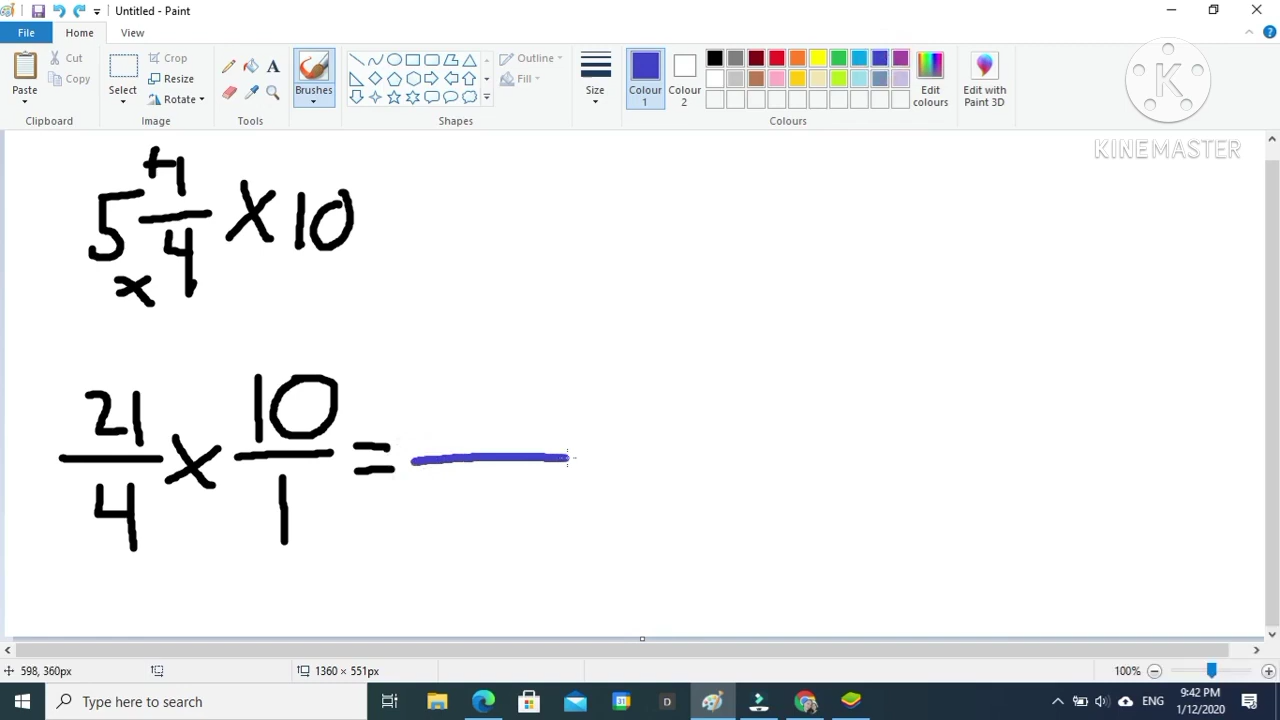 Untitled - Paint
File Home View
Paste
Cut
Copy
Clipboard
Select
Crop
Resize
Rotate
Image
A
Tools
Brushes
Outline
Fill
Shapes
Size
Colour 1
Colour 2
Edit colours
Edit with Paint 3D
Colours
K
KINEMASTER
5 + 1/4 × 10
×
21/4 × 10/1 =
598, 360px
1360 × 551px
100%
Type here to search
D
ENG
9:42 PM
1/12/2020